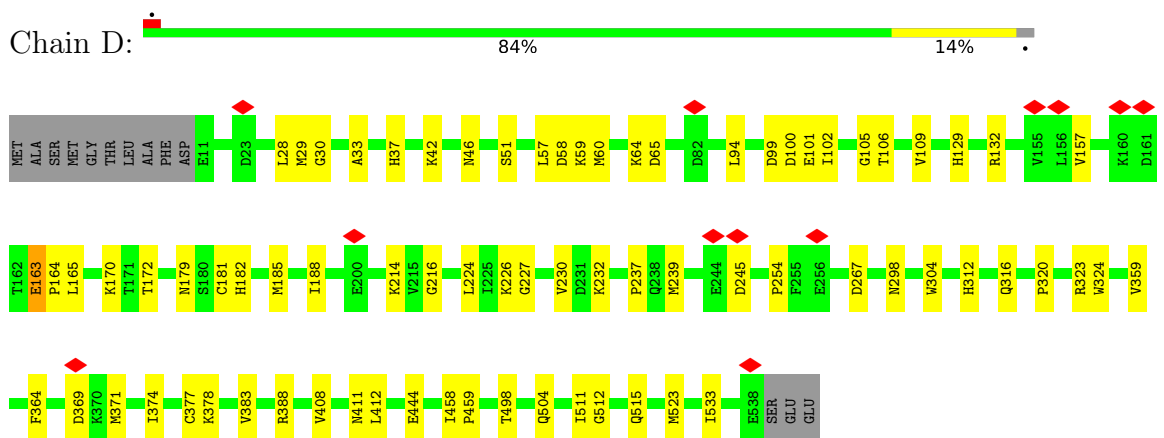 Chain D:
84% 14%
MET ALA SER MET GLY THR LEU ALA PHE ASP E11 D23 L28 M29 G30 A33 H37 K42 N46 S51 L57 D58 K59 M60 K64 D65 D82 L94 D99 D100 E101 I102 G105 T106 V109 H129 R132 V155 L156 V157 K160 D161
T162 E163 P164 L165 K170 T171 T172 N179 S180 C181 H182 M185 I188 E200 K214 V215 G216 L224 I225 K226 G227 V230 D231 K232 P237 Q238 M239 E244 D245 P254 F255 E256 D267 N298 W304 H312 Q316 P320 R323 W324 V359
F364 D369 K370 M371 I374 C377 K378 V383 R388 V408 N411 L412 E444 I458 P459 T498 Q504 I511 G512 Q515 M523 I533 E538 SER GLU GLU